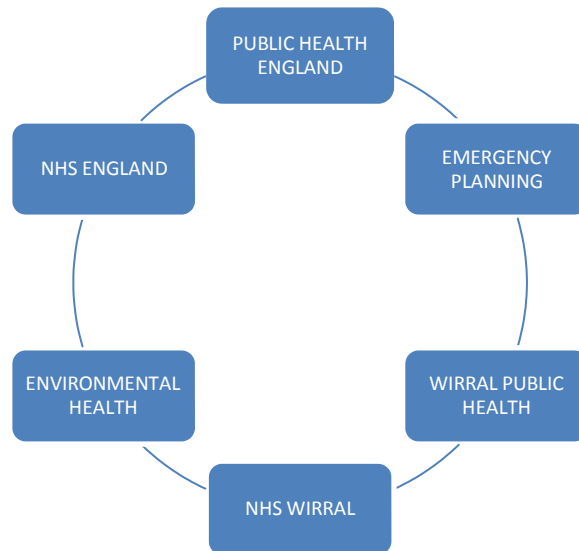 PUBLIC HEALTH
ENGLAND
NHS ENGLAND
EMERGENCY
PLANNING
ENVIRONMENTAL
HEALTH
WIRRAL PUBLIC
HEALTH
NHS WIRRAL